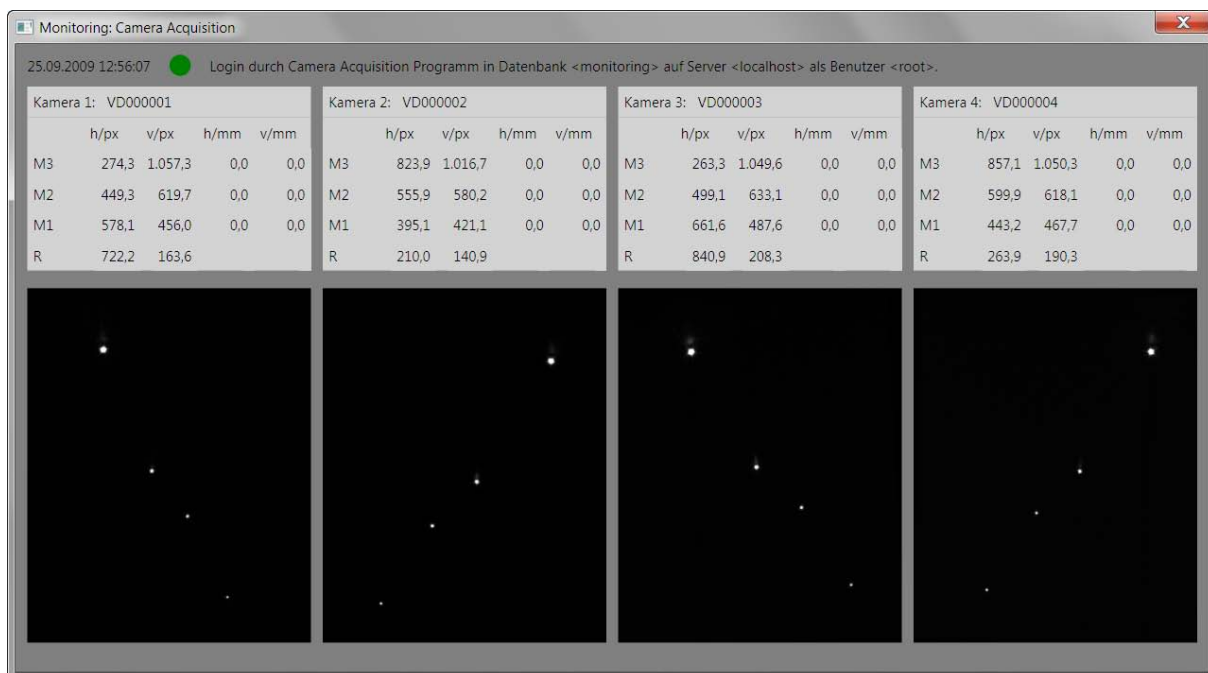 Monitoring: Camera Acquisition
X
25.09.2009 12:56:07 Login durch Camera Acquisition Programm in Datenbank <monitoring> auf Server <localhost> als Benutzer <root>.
Kamera 1: VD000001
h/px v/px h/mm v/mm
M3 274,3 1.057,3 0,0 0,0
M2 449,3 619,7 0,0 0,0
M1 578,1 456,0 0,0 0,0
R 722,2 163,6
Kamera 2: VD000002
h/px v/px h/mm v/mm
M3 823,9 1.016,7 0,0 0,0
M2 555,9 580,2 0,0 0,0
M1 395,1 421,1 0,0 0,0
R 210,0 140,9
Kamera 3: VD000003
h/px v/px h/mm v/mm
M3 263,3 1.049,6 0,0 0,0
M2 499,1 633,1 0,0 0,0
M1 661,6 487,6 0,0 0,0
R 840,9 208,3
Kamera 4: VD000004
h/px v/px h/mm v/mm
M3 857,1 1.050,3 0,0 0,0
M2 599,9 618,1 0,0 0,0
M1 443,2 467,7 0,0 0,0
R 263,9 190,3